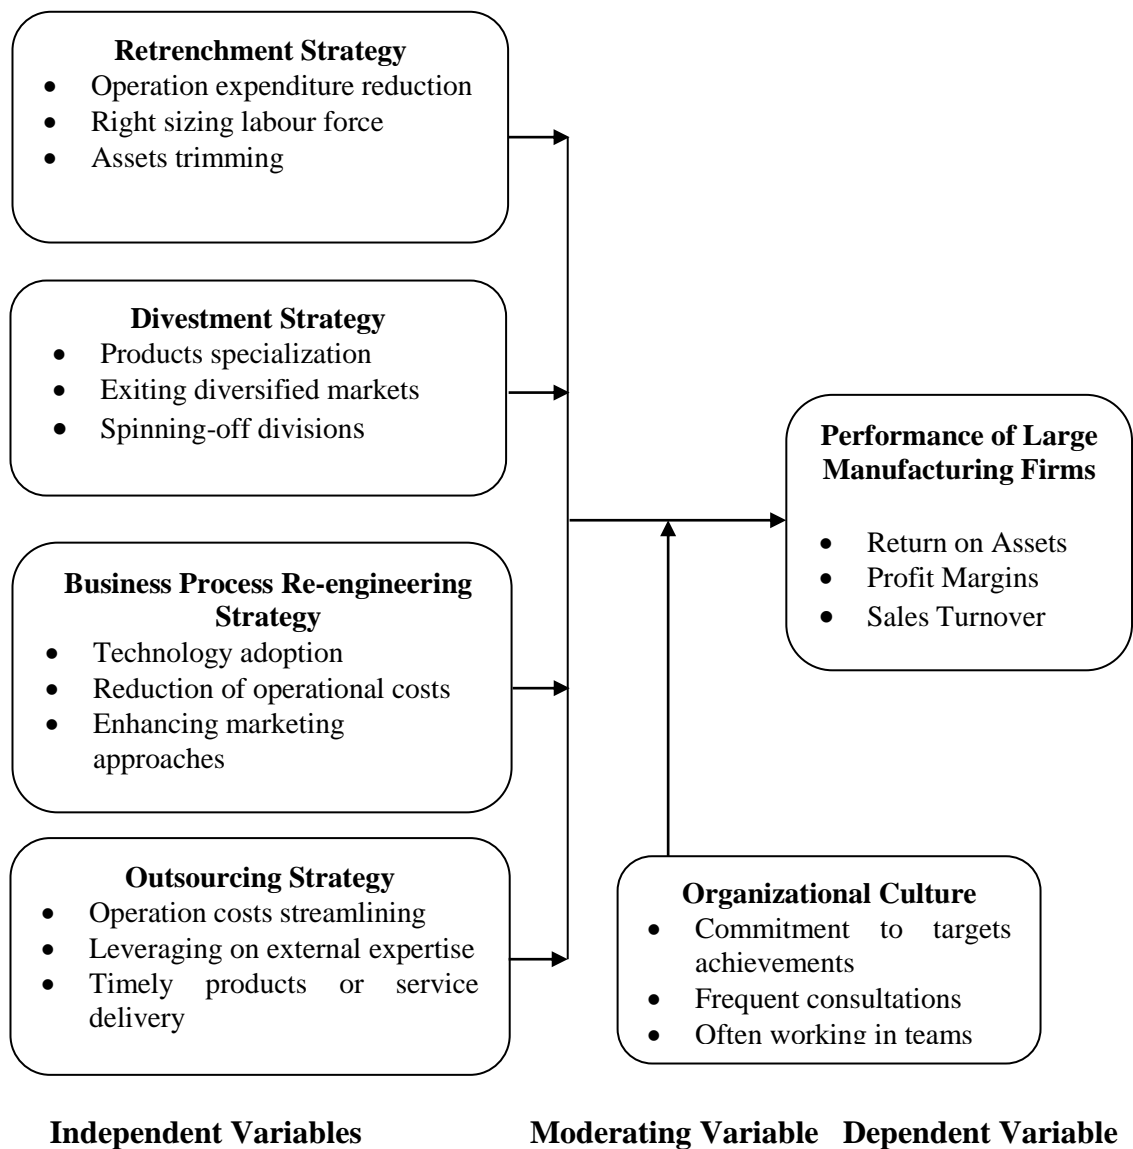 Retrenchment Strategy
• Operation expenditure reduction
• Right sizing labour force
• Assets trimming
Divestment Strategy
• Products specialization
• Exiting diversified markets
• Spinning-off divisions
Business Process Re-engineering
Strategy
• Technology adoption
• Reduction of operational costs
• Enhancing marketing
approaches
Outsourcing Strategy
• Operation costs streamlining
• Leveraging on external expertise
• Timely products or service
delivery
Performance of Large
Manufacturing Firms
• Return on Assets
• Profit Margins
• Sales Turnover
Organizational Culture
• Commitment to targets
achievements
• Frequent consultations
• Often working in teams
Independent Variables
Moderating Variable
Dependent Variable